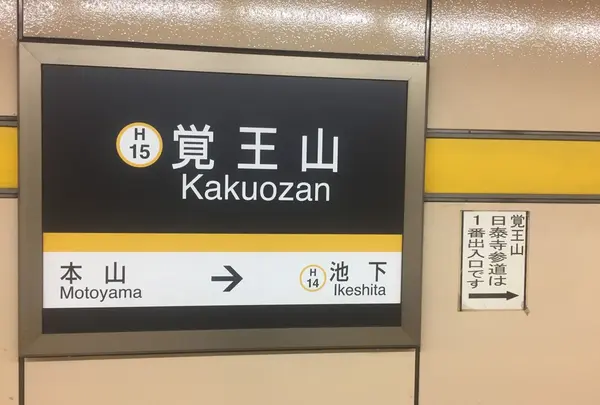 H
15
覚王山
Kakuozan
本山
Motoyama
→
H
14
池下
Ikeshita
覚王山
日泰寺参道は
1番出入口です
→